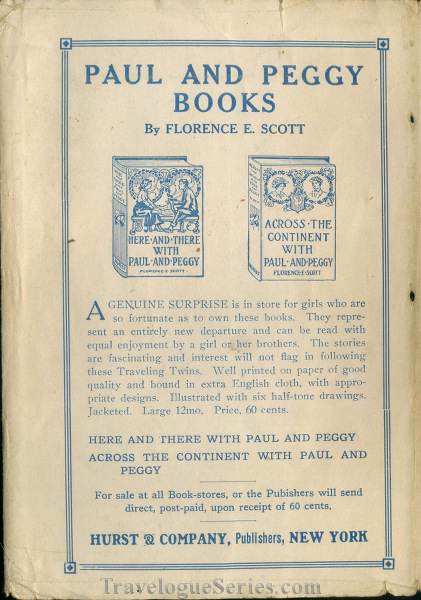 PAUL AND PEGGY
BOOKS
By FLORENCE E. SCOTT
HERE·AND·THERE
WITH
PAUL·AND·PEGGY
FLORENCE·E·SCOTT
ACROSS·THE
CONTINENT
WITH
PAUL·AND·PEGGY
FLORENCE·E·SCOTT
A GENUINE SURPRISE is in store for girls who are
so fortunate as to own these books. They repre-
sent an entirely new departure and can be read with
equal enjoyment by a girl or her brothers. The stories
are fascinating and interest will not flag in following
these Traveling Twins. Well printed on paper of good
quality and bound in extra English cloth, with appro-
priate designs. Illustrated with six half-tone drawings.
Jacketed. Large 12mo. Price, 60 cents.
HERE AND THERE WITH PAUL AND PEGGY
ACROSS THE CONTINENT WITH PAUL AND
PEGGY
For sale at all Book-stores, or the Pubishers will send
direct, post-paid, upon receipt of 60 cents.
HURST & COMPANY, Publishers, NEW YORK
TravelogueSeries.com